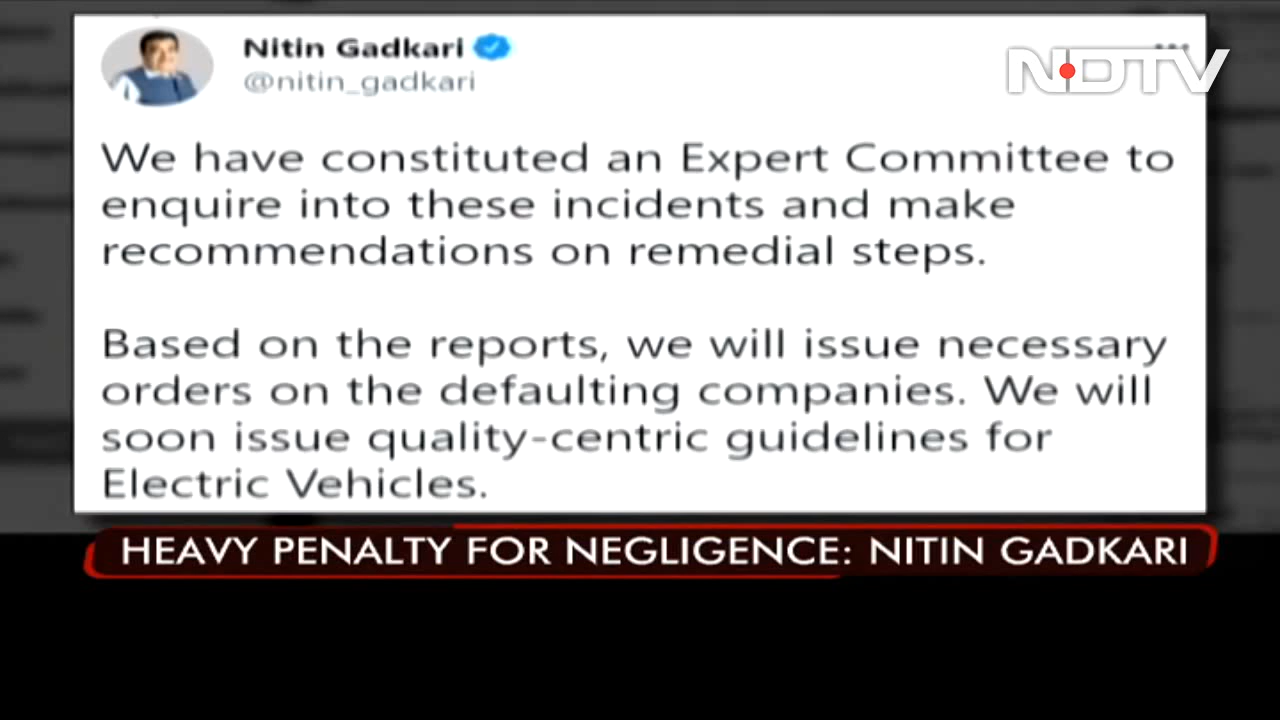 Nitin Gadkari
@nitin_gadkari
NDTV
We have constituted an Expert Committee to
enquire into these incidents and make
recommendations on remedial steps.
Based on the reports, we will issue necessary
orders on the defaulting companies. We will
soon issue quality-centric guidelines for
Electric Vehicles.
HEAVY PENALTY FOR NEGLIGENCE: NITIN GADKARI